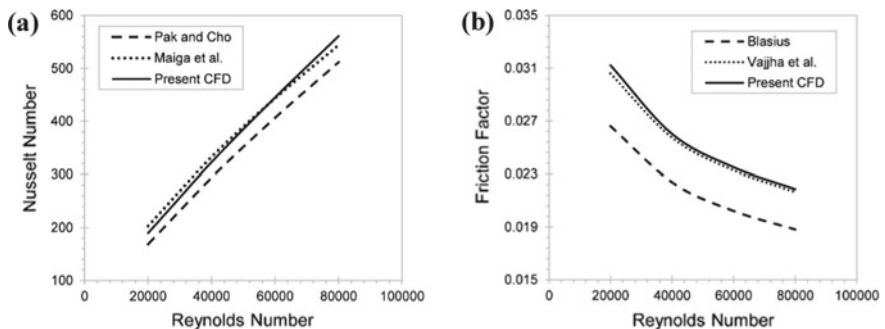 (a)
600
500
400
300
200
100
Nusselt Number
Pak and Cho
Maiga et al.
Present CFD
0 20000 40000 60000 80000 100000
Reynolds Number
(b)
0.035
0.031
0.027
0.023
0.019
0.015
Friction Factor
Blasius
Vajjha et al.
Present CFD
0 20000 40000 60000 80000 100000
Reynolds Number